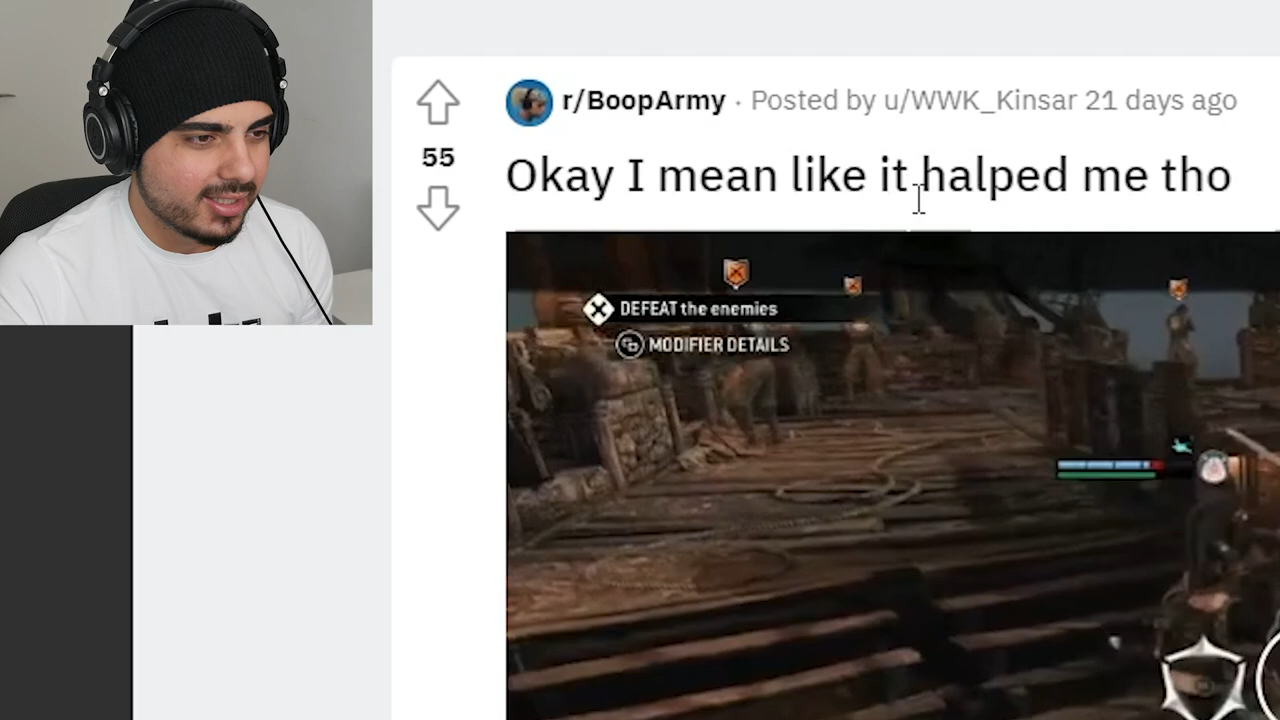 r/BoopArmy · Posted by u/WWK_Kinsar 21 days ago
55
Okay I mean like it halped me tho
DEFEAT the enemies
MODIFIER DETAILS